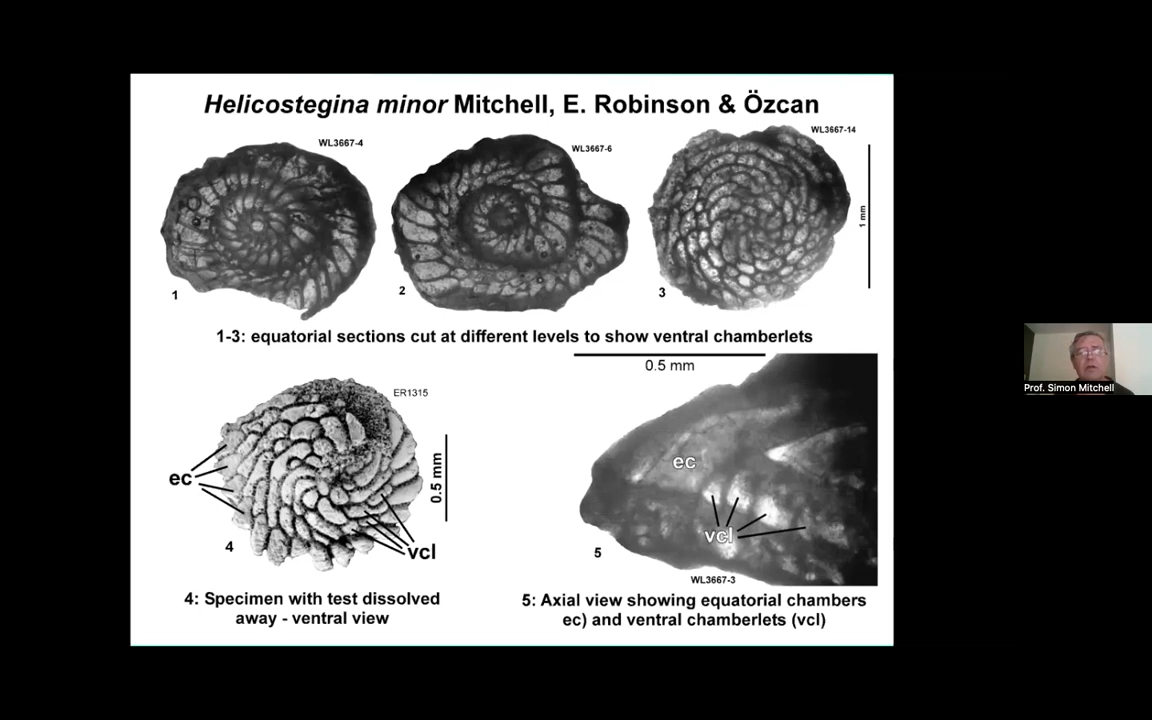 Helicostegina minor Mitchell, E. Robinson & Özcan
WL3667-4
WL3667-6
WL3667-14
1 mm
1
2
3
1-3: equatorial sections cut at different levels to show ventral chamberlets
0.5 mm
ER1315
ec
0.5 mm
vcl
4
ec
vcl
5
WL3667-3
4: Specimen with test dissolved
away - ventral view
5: Axial view showing equatorial chambers
ec) and ventral chamberlets (vcl)
Prof. Simon Mitchell